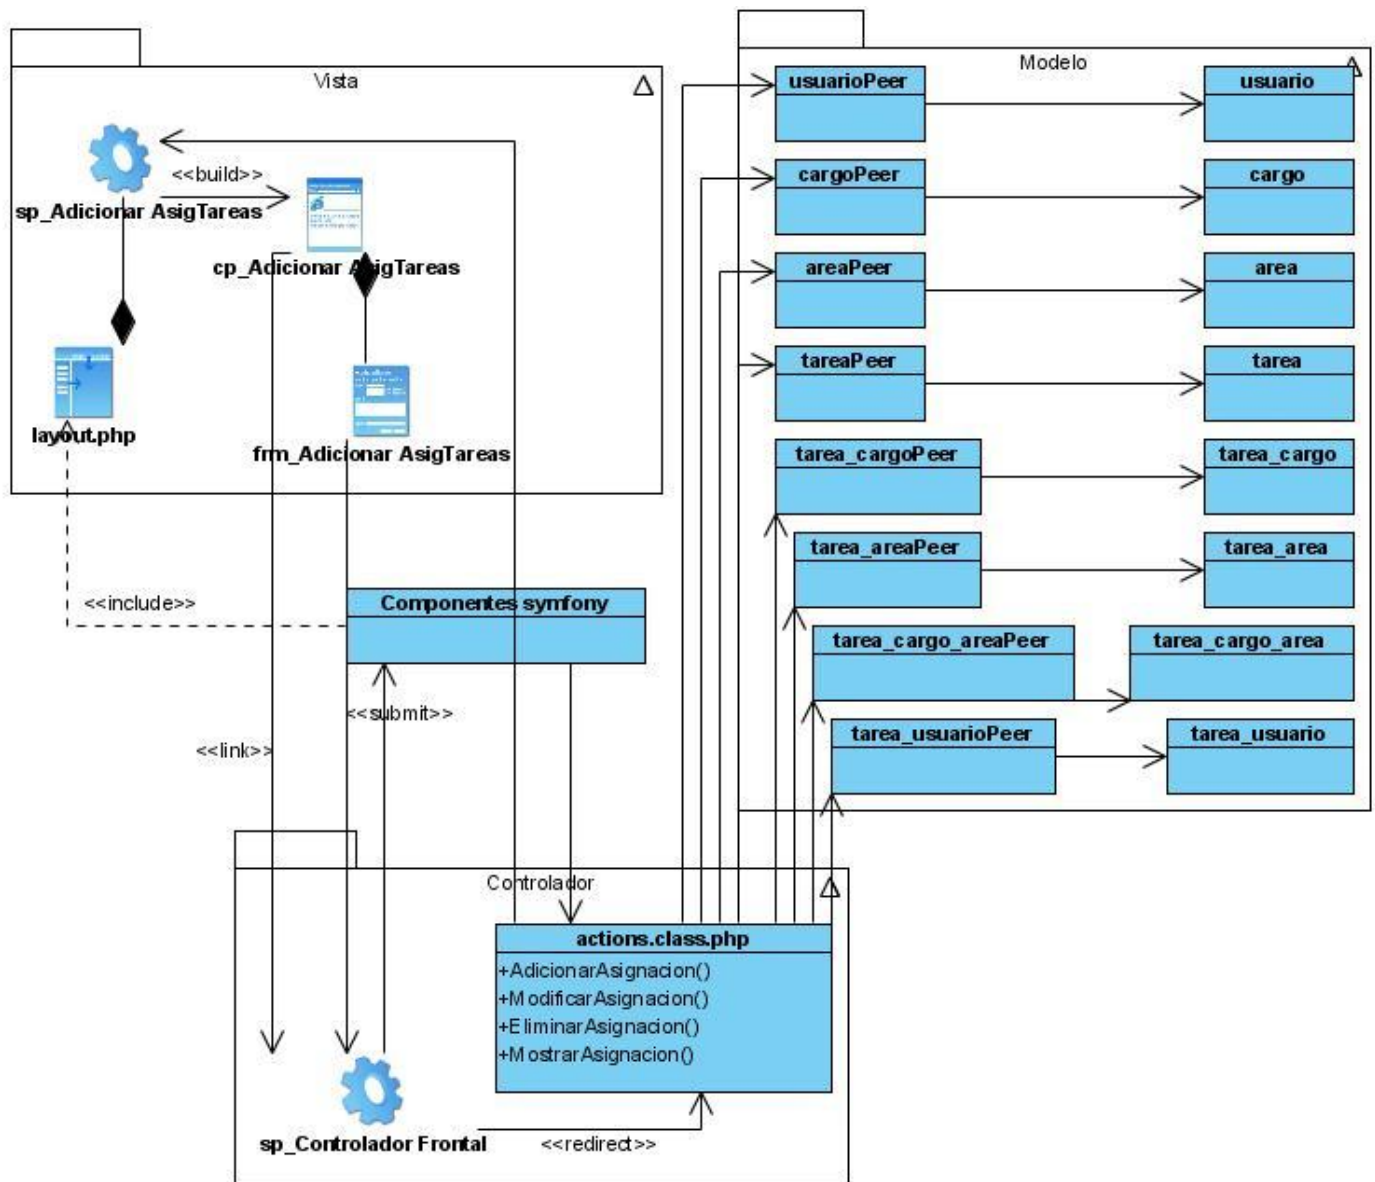 Vista
sp_Adicionar AsigTareas
<<build>>
cp_Adicionar AsigTareas
layout.php
frm_Adicionar AsigTareas
<<include>>
Componentes symfony
<<submit>>
<<link>>
Modelo
usuarioPeer
usuario
cargoPeer
cargo
areaPeer
area
tareaPeer
tarea
tarea_cargoPeer
tarea_cargo
tarea_areaPeer
tarea_area
tarea_cargo_areaPeer
tarea_cargo_area
tarea_usuarioPeer
tarea_usuario
Controlador
actions.class.php
+AdicionarAsignacion()
+ModificarAsignacion()
+EliminarAsignacion()
+MostrarAsignacion()
sp_Controlador Frontal
<<redirect>>